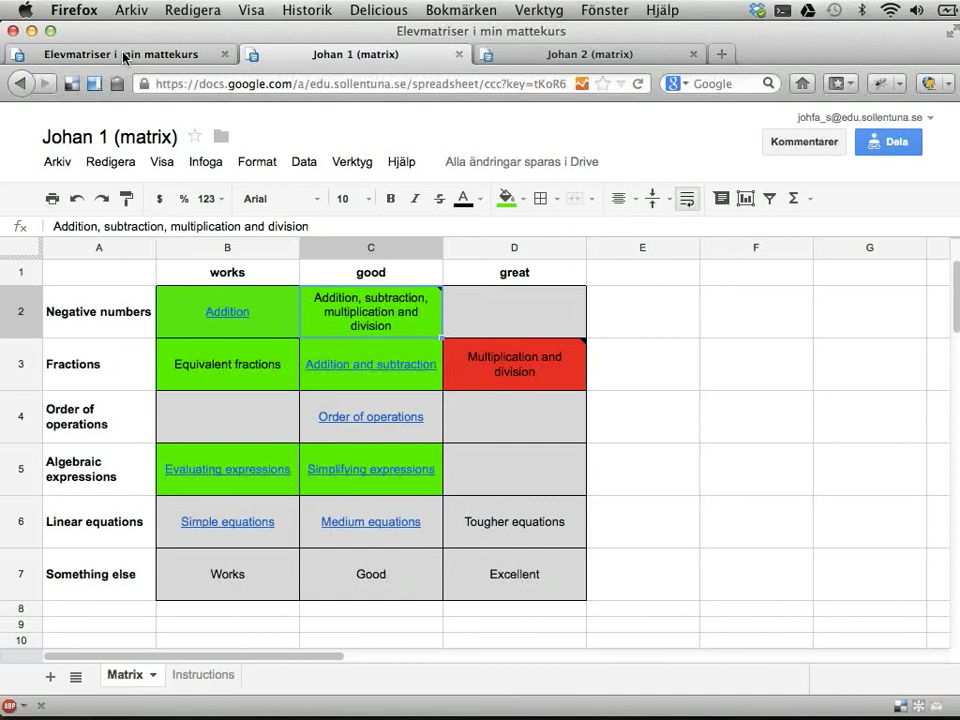 Firefox Arkiv Redigera Visa Historik Delicious Bokmärken Verktyg Fönster Hjälp
Elevmatriser i min mattekurs
Elevmatriser i min mattekurs Johan 1 (matrix) Johan 2 (matrix)
https://docs.google.com/a/edu.sollentuna.se/spreadsheet/ccc?key=tKoR6 Google
johfa_s@edu.sollentuna.se
Johan 1 (matrix) Kommentarer Dela
Arkiv Redigera Visa Infoga Format Data Verktyg Hjälp Alla ändringar sparas i Drive
$ % 123 Arial 10 B I S A Σ
fx Addition, subtraction, multiplication and division
A B C D E F G
1 works good great
2 Negative numbers Addition Addition, subtraction,
multiplication and
division
3 Fractions Equivalent fractions Addition and subtraction Multiplication and
division
4 Order of
operations Order of operations
5 Algebraic
expressions Evaluating expressions Simplifying expressions
6 Linear equations Simple equations Medium equations Tougher equations
7 Something else Works Good Excellent
8
9
10
+ Matrix Instructions
ABP